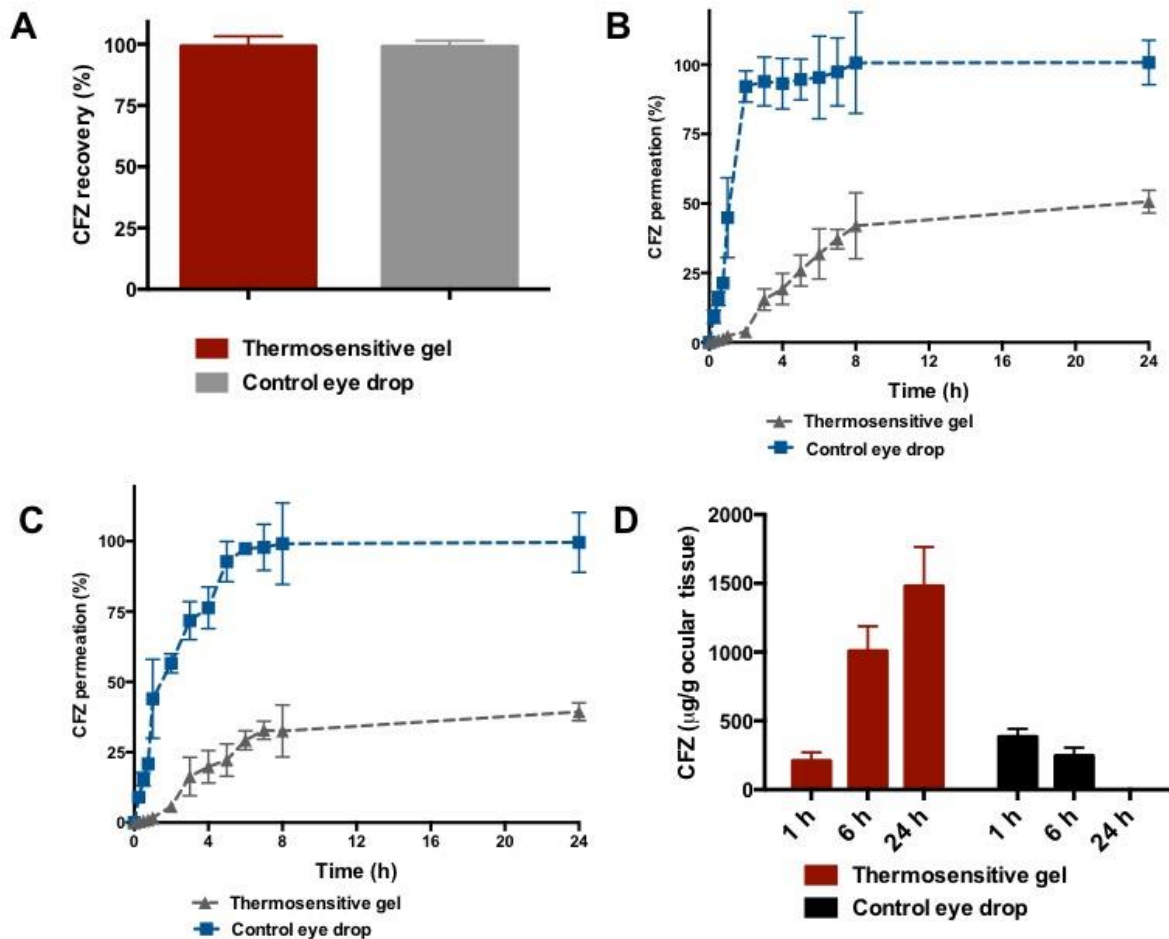 A
CFZ recovery (%)
100
75
50
25
0
Thermosensitive gel
Control eye drop
B
CFZ permeation (%)
100
75
50
25
0
0 4 8 12 16 20 24
Time (h)
Thermosensitive gel
Control eye drop
C
CFZ permeation (%)
100
75
50
25
0
0 4 8 12 16 20 24
Time (h)
Thermosensitive gel
Control eye drop
D
CFZ (µg/g ocular tissue)
2000
1500
1000
500
0
1 h 6 h 24 h 1 h 6 h 24 h
Thermosensitive gel
Control eye drop